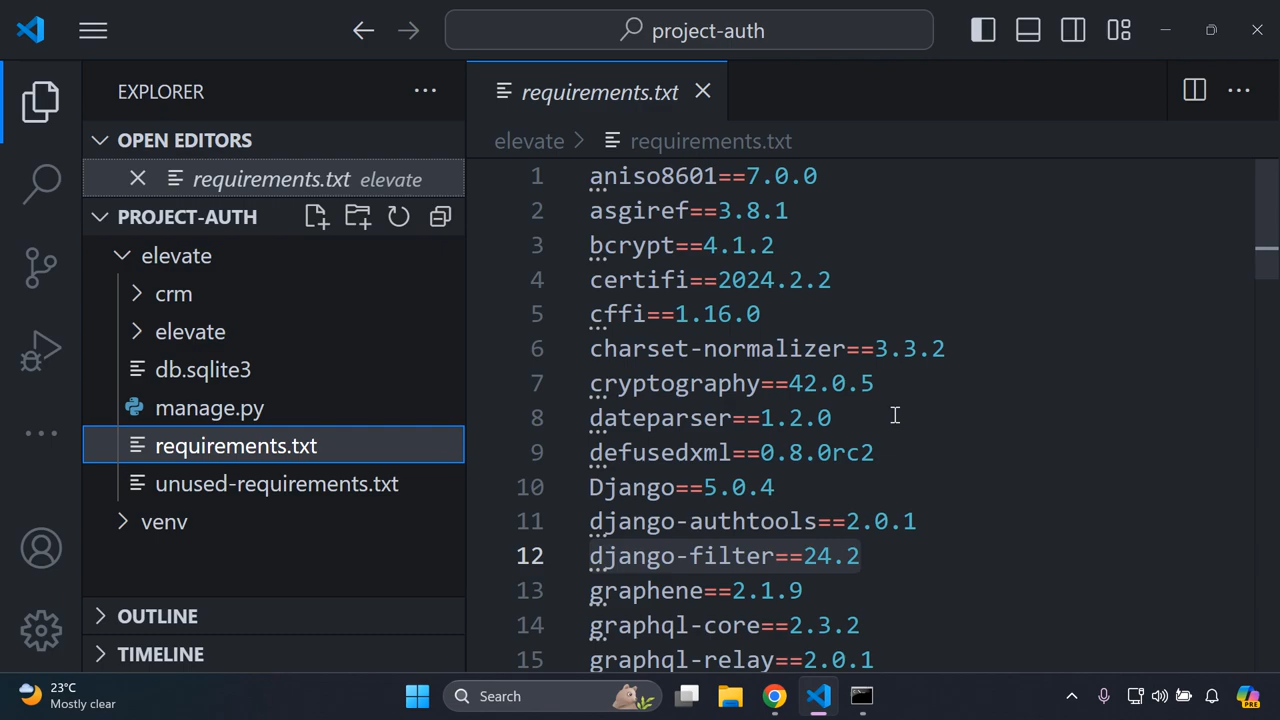 project-auth
EXPLORER
OPEN EDITORS
requirements.txt elevate
PROJECT-AUTH
elevate
crm
elevate
db.sqlite3
manage.py
requirements.txt
unused-requirements.txt
venv
OUTLINE
TIMELINE
requirements.txt
elevate > requirements.txt
1 aniso8601==7.0.0
2 asgiref==3.8.1
3 bcrypt==4.1.2
4 certifi==2024.2.2
5 cffi==1.16.0
6 charset-normalizer==3.3.2
7 cryptography==42.0.5
8 dateparser==1.2.0
9 defusedxml==0.8.0rc2
10 Django==5.0.4
11 django-authtools==2.0.1
12 django-filter==24.2
13 graphene==2.1.9
14 graphql-core==2.3.2
15 graphql-relay==2.0.1
23°C
Mostly clear
Search
PRE